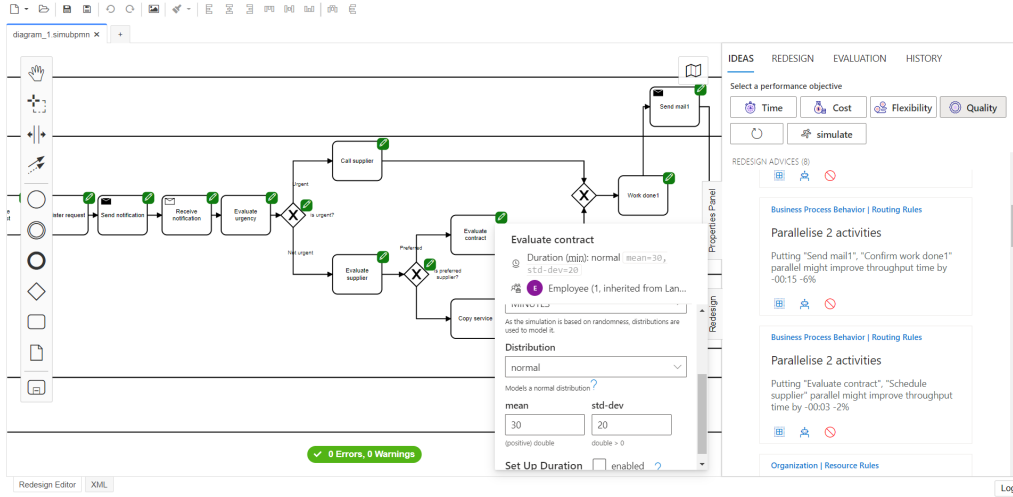 diagram_1.simubpmn ×
+
IDEAS REDESIGN EVALUATION HISTORY
Select a performance objective
Time Cost Flexibility Quality
simulate
REDESIGN ADVICES (8)
Business Process Behavior | Routing Rules
Parallelise 2 activities
Putting "Send mail1", "Confirm work done1"
parallel might improve throughput time by
-00:15 -6%
Business Process Behavior | Routing Rules
Parallelise 2 activities
Putting "Evaluate contract", "Schedule
supplier" parallel might improve throughput
time by -00:03 -2%
Organization | Resource Rules
Send mail1
Call supplier
Urgent
ister request
Send notification
Receive
notification
Evaluate
urgency
X
is urgent?
Not urgent
X
Work done1
Evaluate
supplier
Preferred
X
is preferred
supplier?
Evaluate
contract
Copy service
Properties Panel
Redesign
Evaluate contract
Duration (min): normal mean=30,
std-dev=20
E Employee (1, inherited from Lan...
MINUTES
As the simulation is based on randomness, distributions are
used to model it.
Distribution
normal
Models a normal distribution ?
mean std-dev
30 20
(positive) double double > 0
Set Up Duration enabled ?
0 Errors, 0 Warnings
Redesign Editor XML
Log